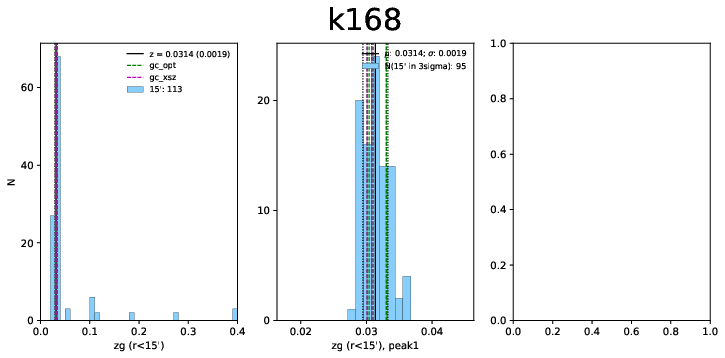 k168
z = 0.0314 (0.0019)
gc_opt
gc_xsz
15': 113
N
60
40
20
0
0.0 0.1 0.2 0.3 0.4
zg (r<15')
μ: 0.0314; σ: 0.0019
N(15' in 3sigma): 95
20
10
0
0.02 0.03 0.04
zg (r<15'), peak1
1.0
0.8
0.6
0.4
0.2
0.0
0.0 0.2 0.4 0.6 0.8 1.0